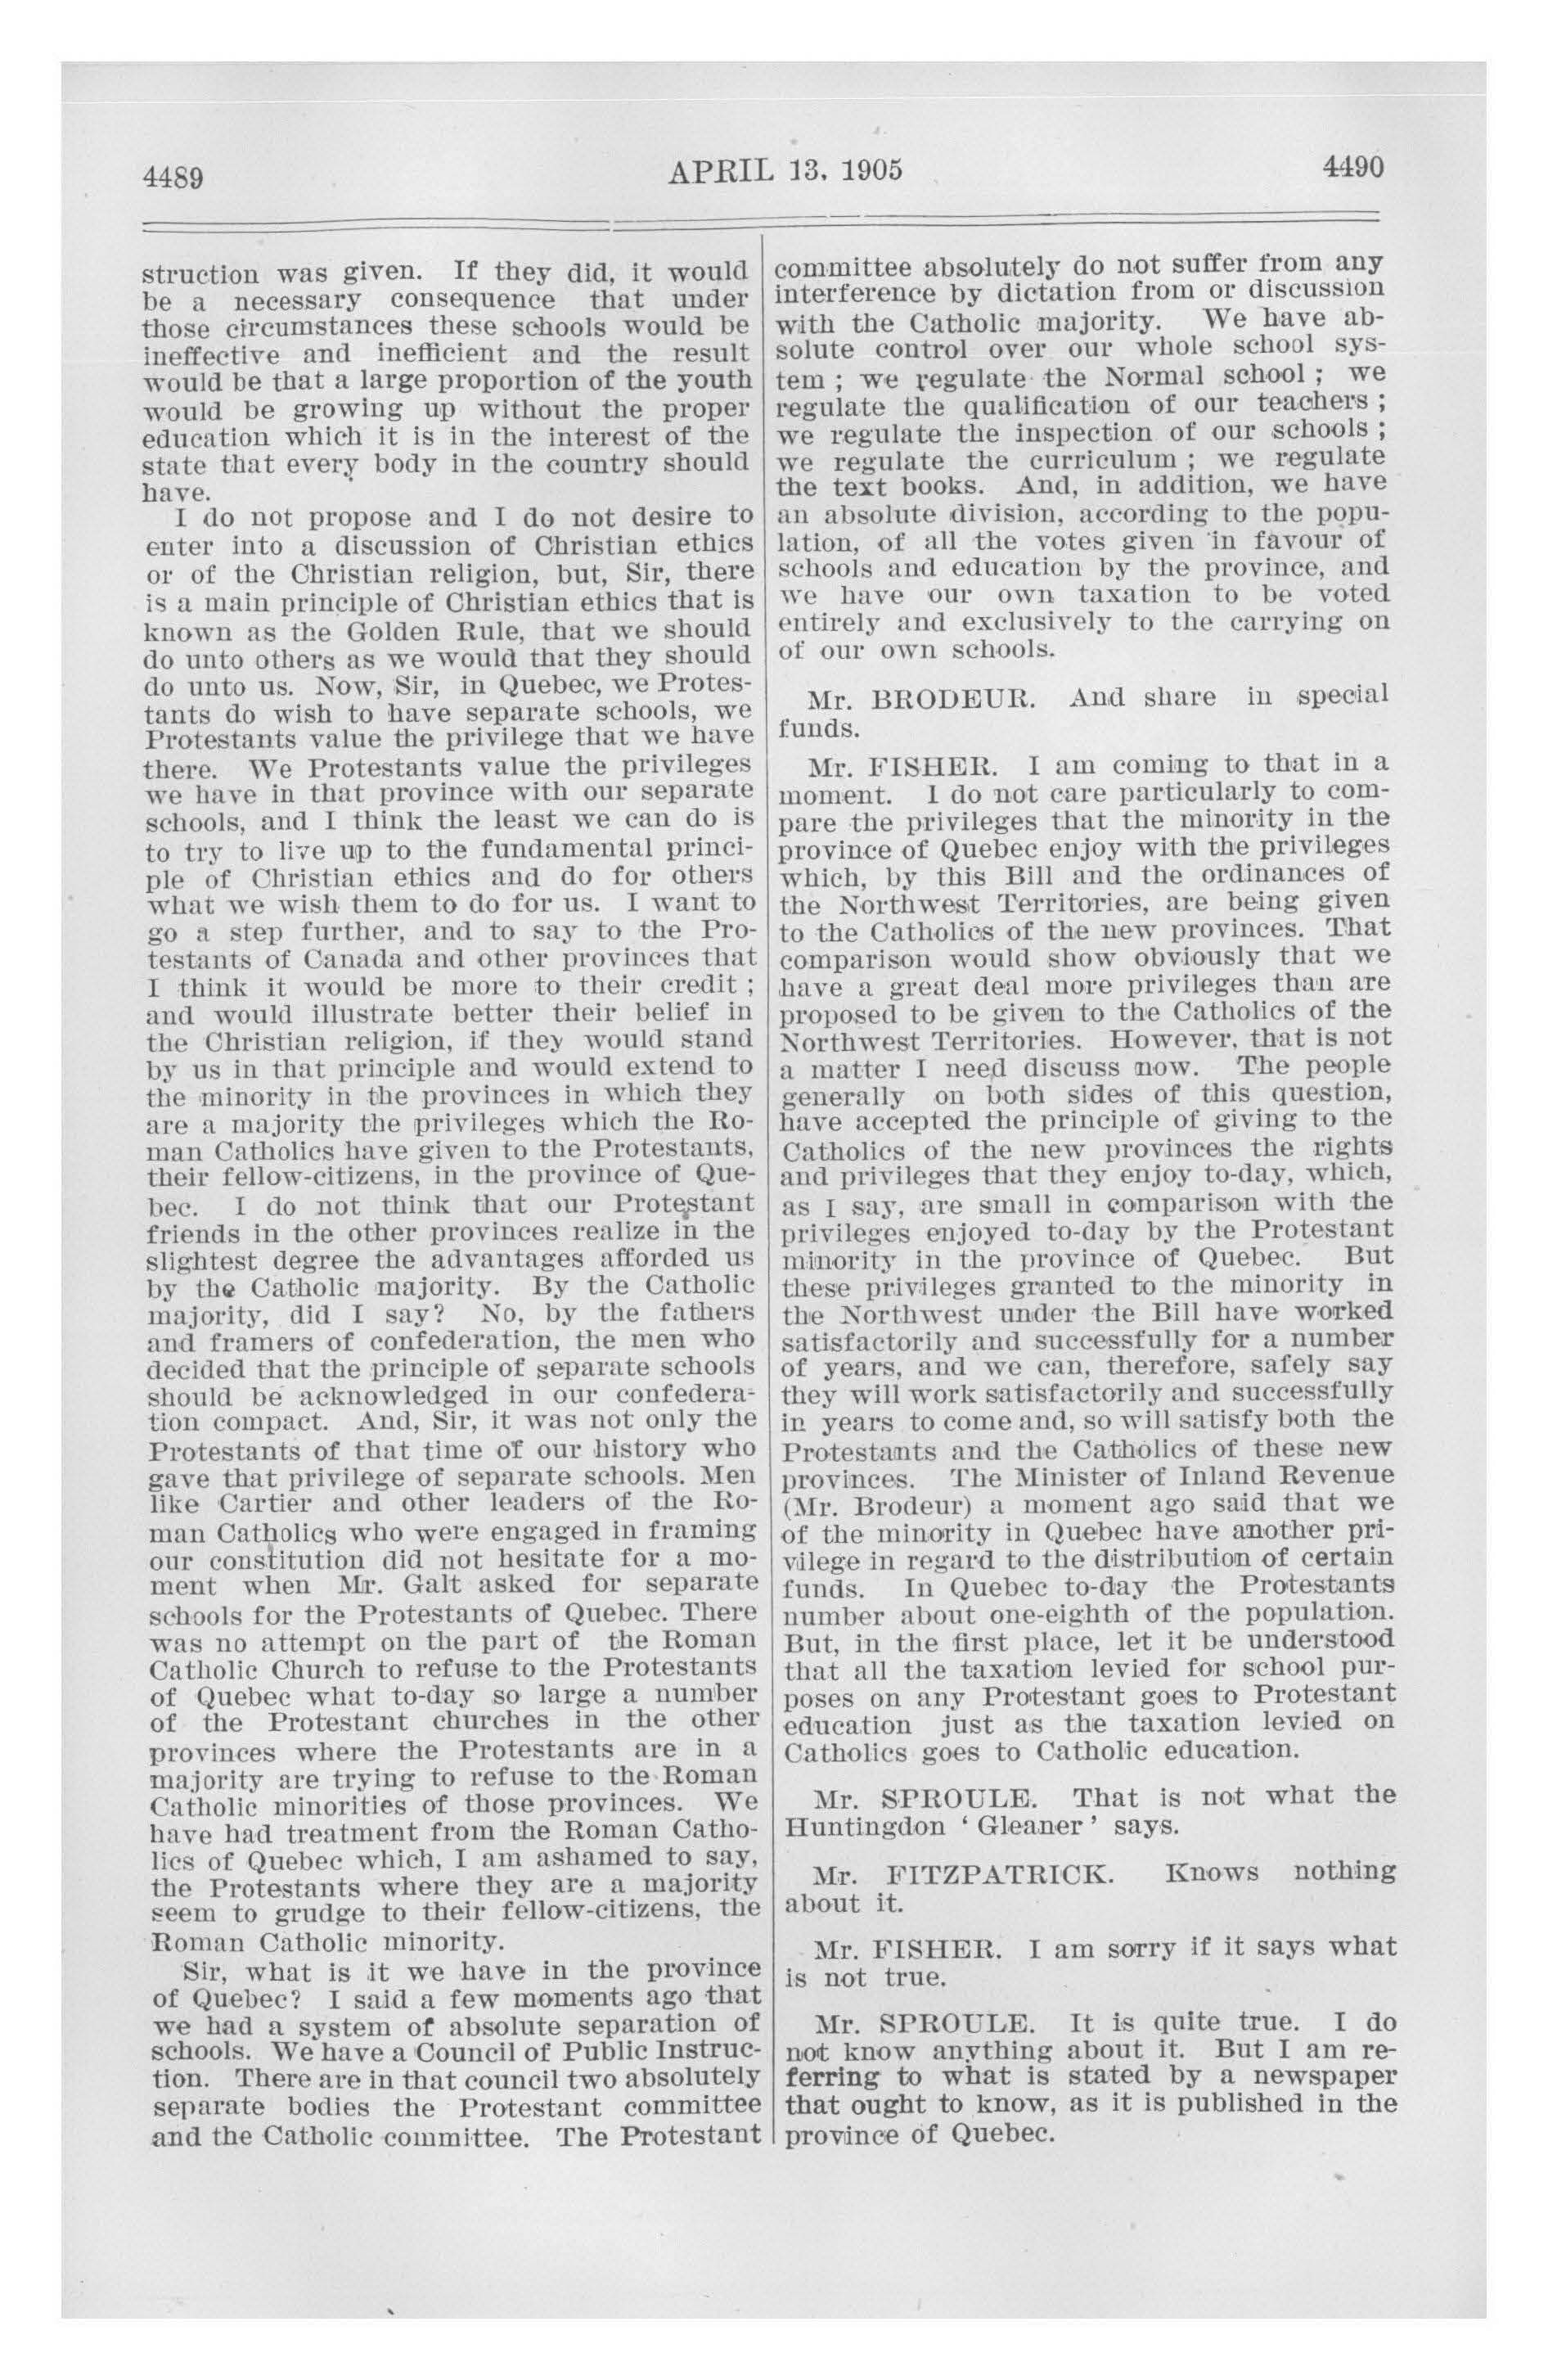 4489
APRIL 13, 1905
4490
struction was given. If they did, it would
be a necessary consequence that under
those circumstances these schools would be
ineffective and inefficient and the result
would be that a large proportion of the youth
would be growing up without the proper
education which it is in the interest of the
state that every body in the country should
have.
I do not propose and I do not desire to
enter into a discussion of Christian ethics
or of the Christian religion, but, Sir, there
is a main principle of Christian ethics that is
known as the Golden Rule, that we should
do unto others as we would that they should
do unto us. Now, Sir, in Quebec, we Protes-
tants do wish to have separate schools, we
Protestants value the privilege that we have
there. We Protestants value the privileges
we have in that province with our separate
schools, and I think the least we can do is
to try to live up to the fundamental princi-
ple of Christian ethics and do for others
what we wish them to do for us. I want to
go a step further, and to say to the Pro-
testants of Canada and other provinces that
I think it would be more to their credit ;
and would illustrate better their belief in
the Christian religion, if they would stand
by us in that principle and would extend to
the minority in the provinces in which they
are a majority the privileges which the Ro-
man Catholics have given to the Protestants,
their fellow-citizens, in the province of Que-
bec. I do not think that our Protestant
friends in the other provinces realize in the
slightest degree the advantages afforded us
by the Catholic majority. By the Catholic
majority, did I say? No, by the fathers
and framers of confederation, the men who
decided that the principle of separate schools
should be acknowledged in our confedera-
tion compact. And, Sir, it was not only the
Protestants of that time of our history who
gave that privilege of separate schools. Men
like Cartier and other leaders of the Ro-
man Catholics who were engaged in framing
our constitution did not hesitate for a mo-
ment when Mr. Galt asked for separate
schools for the Protestants of Quebec. There
was no attempt on the part of the Roman
Catholic Church to refuse to the Protestants
of Quebec what to-day so large a number
of the Protestant churches in the other
provinces where the Protestants are in a
majority are trying to refuse to the Roman
Catholic minorities of those provinces. We
have had treatment from the Roman Catho-
lics of Quebec which, I am ashamed to say,
the Protestants where they are a majority
seem to grudge to their fellow-citizens, the
Roman Catholic minority.
Sir, what is it we have in the province
of Quebec? I said a few moments ago that
we had a system of absolute separation of
schools. We have a Council of Public Instruc-
tion. There are in that council two absolutely
separate bodies the Protestant committee
and the Catholic committee. The Protestant
committee absolutely do not suffer from any
interference by dictation from or discussion
with the Catholic majority. We have ab-
solute control over our whole school sys-
tem ; we regulate the Normal school ; we
regulate the qualification of our teachers ;
we regulate the inspection of our schools ;
we regulate the curriculum ; we regulate
the text books. And, in addition, we have
an absolute division, according to the popu-
lation, of all the votes given in favour of
schools and education by the province, and
we have our own taxation to be voted
entirely and exclusively to the carrying on
of our own schools.
Mr. BRODEUR. And share in special
funds.
Mr. FISHER. I am coming to that in a
moment. I do not care particularly to com-
pare the privileges that the minority in the
province of Quebec enjoy with the privileges
which, by this Bill and the ordinances of
the Northwest Territories, are being given
to the Catholics of the new provinces. That
comparison would show obviously that we
have a great deal more privileges than are
proposed to be given to the Catholics of the
Northwest Territories. However, that is not
a matter I need discuss now. The people
generally on both sides of this question,
have accepted the principle of giving to the
Catholics of the new provinces the rights
and privileges that they enjoy to-day, which,
as I say, are small in comparison with the
privileges enjoyed to-day by the Protestant
minority in the province of Quebec. But
these privileges granted to the minority in
the Northwest under the Bill have worked
satisfactorily and successfully for a number
of years, and we can, therefore, safely say
they will work satisfactorily and successfully
in years to come and, so will satisfy both the
Protestants and the Catholics of these new
provinces. The Minister of Inland Revenue
(Mr. Brodeur) a moment ago said that we
of the minority in Quebec have another pri-
vilege in regard to the distribution of certain
funds. In Quebec to-day the Protestants
number about one-eighth of the population.
But, in the first place, let it be understood
that all the taxation levied for school pur-
poses on any Protestant goes to Protestant
education just as the taxation levied on
Catholics goes to Catholic education.
Mr. SPROULE. That is not what the
Huntingdon ‘ Gleaner ’ says.
Mr. FITZPATRICK. Knows nothing
about it.
Mr. FISHER. I am sorry if it says what
is not true.
Mr. SPROULE. It is quite true. I do
not know anything about it. But I am re-
ferring to what is stated by a newspaper
that ought to know, as it is published in the
province of Quebec.